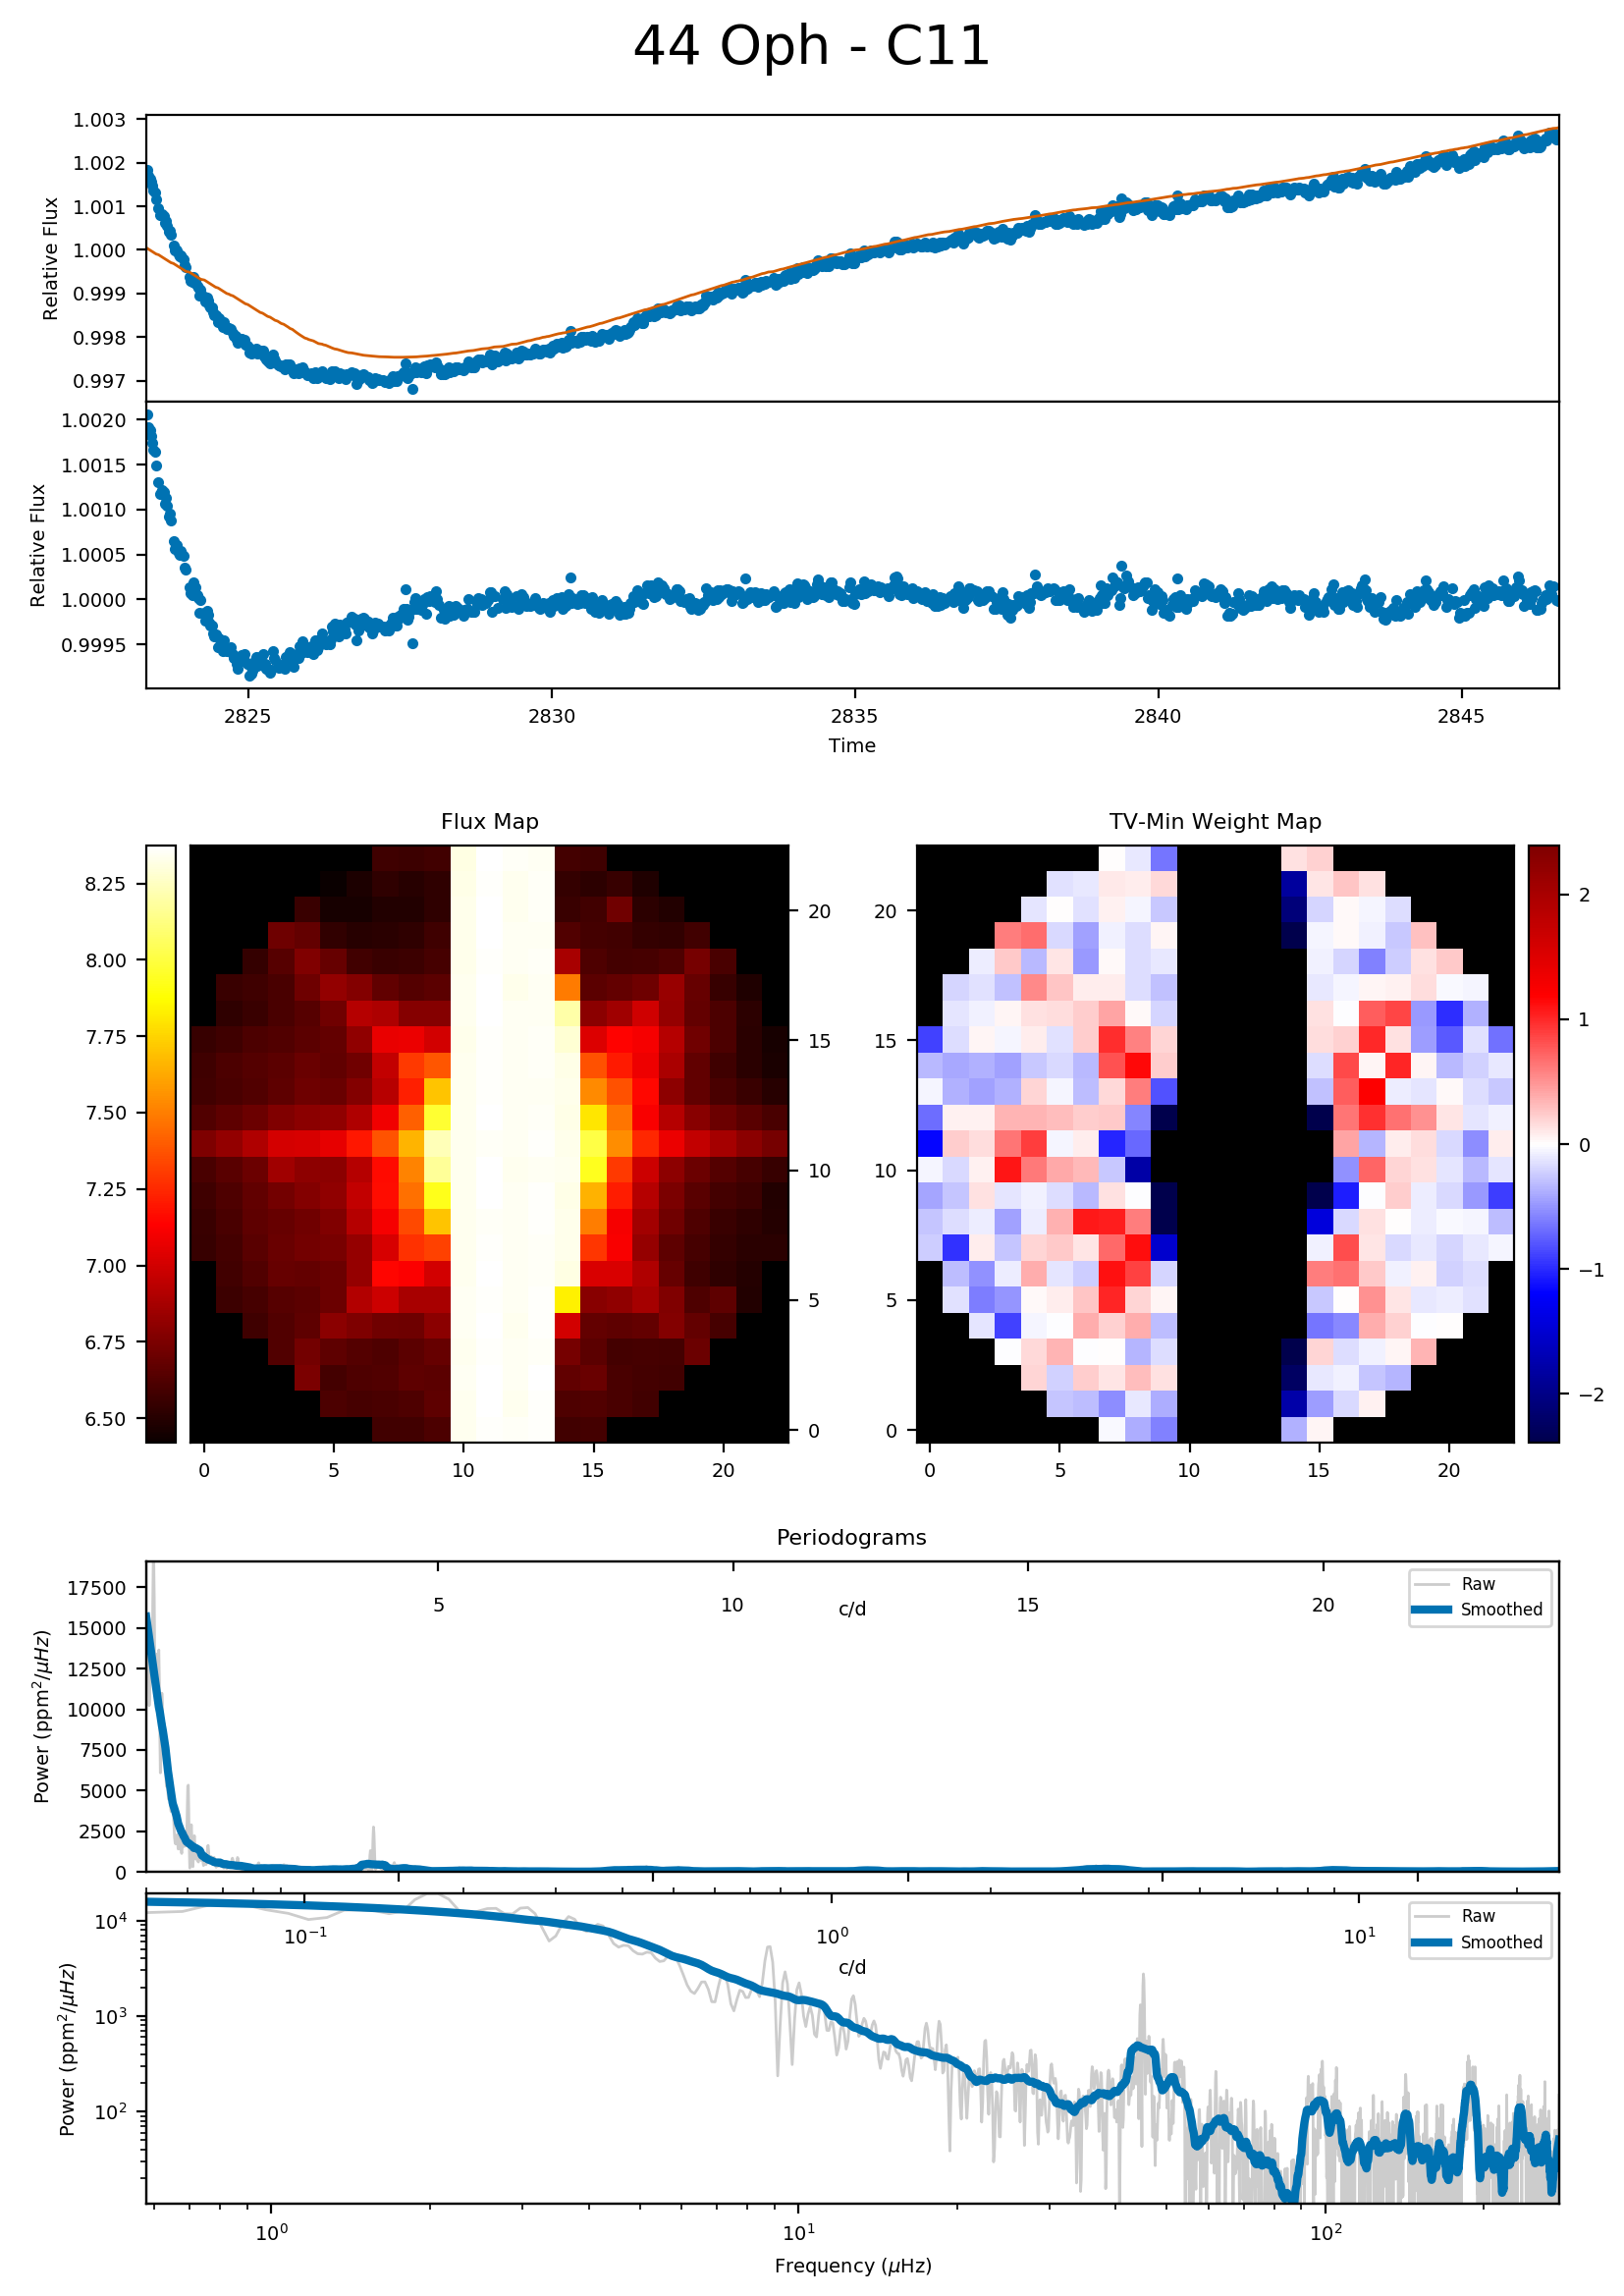 44 Oph - C11
1.003
1.002
1.001
1.000
0.999
0.998
0.997
Relative Flux
1.0020
1.0015
1.0010
1.0005
1.0000
0.9995
Relative Flux
2825 2830 2835 2840 2845
Time
Flux Map
8.25
8.00
7.75
7.50
7.25
7.00
6.75
6.50
20
15
10
5
0
0 5 10 15 20
TV-Min Weight Map
20
15
10
5
0
0 5 10 15 20
2
1
0
−1
−2
Periodograms
17500
15000
12500
10000
7500
5000
2500
0
Power (ppm²/μHz)
5 10 15 20
c/d
Raw
Smoothed
10⁴
10³
10²
Power (ppm²/μHz)
10⁻¹ 10⁰ 10¹
c/d
Raw
Smoothed
10⁰ 10¹ 10²
Frequency (μHz)